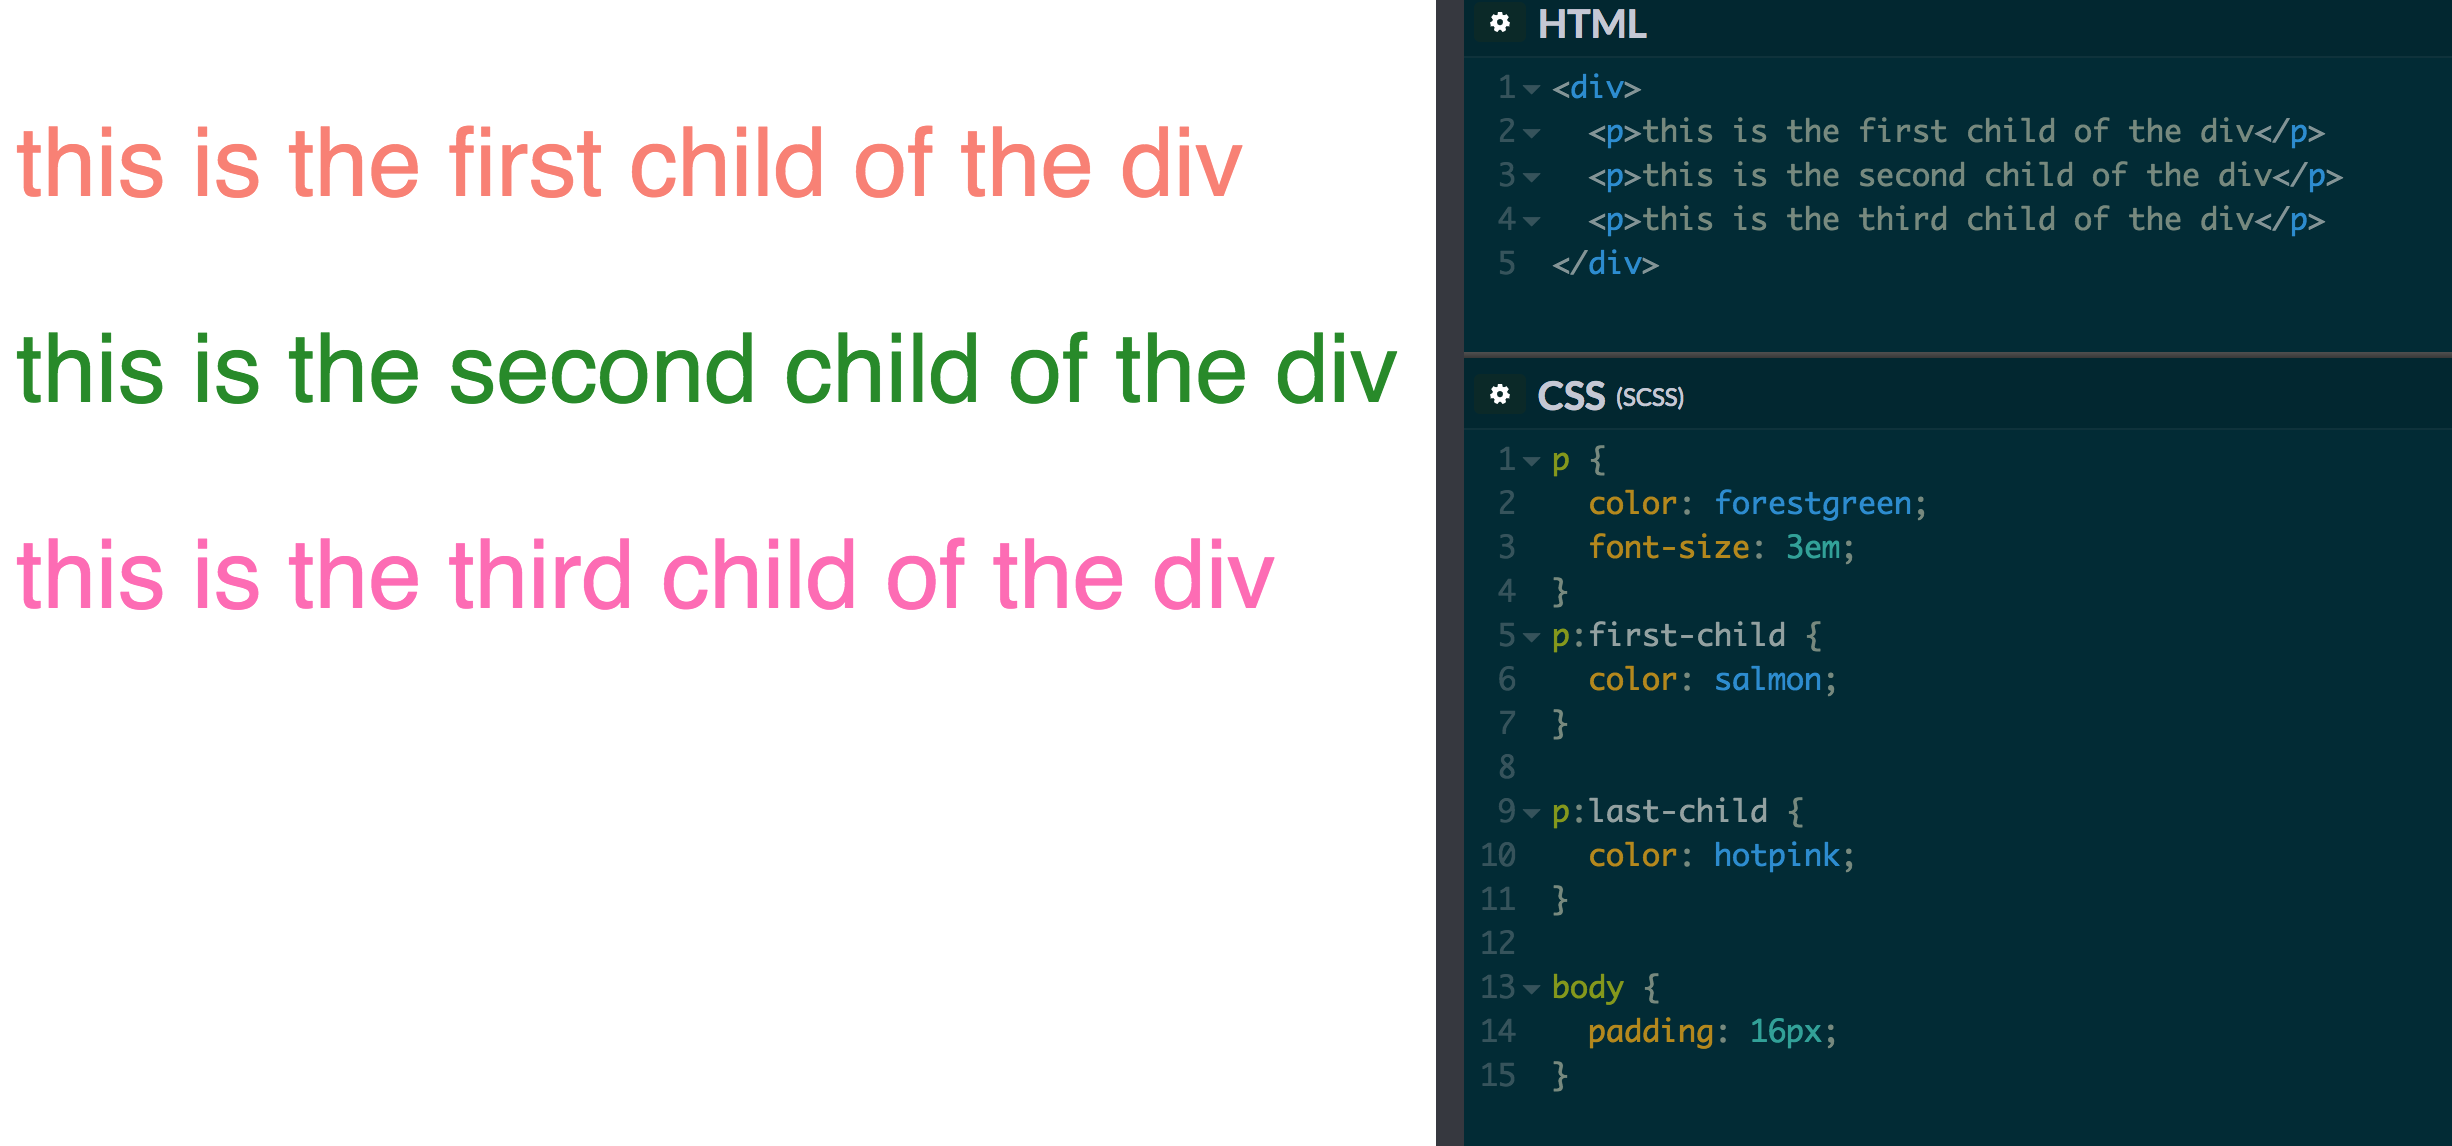 this is the first child of the div
this is the second child of the div
this is the third child of the div
HTML
1 <div>
2   <p>this is the first child of the div</p>
3   <p>this is the second child of the div</p>
4   <p>this is the third child of the div</p>
5 </div>
CSS (SCSS)
1 p {
2   color: forestgreen;
3   font-size: 3em;
4 }
5 p:first-child {
6   color: salmon;
7 }
8
9 p:last-child {
10   color: hotpink;
11 }
12
13 body {
14   padding: 16px;
15 }